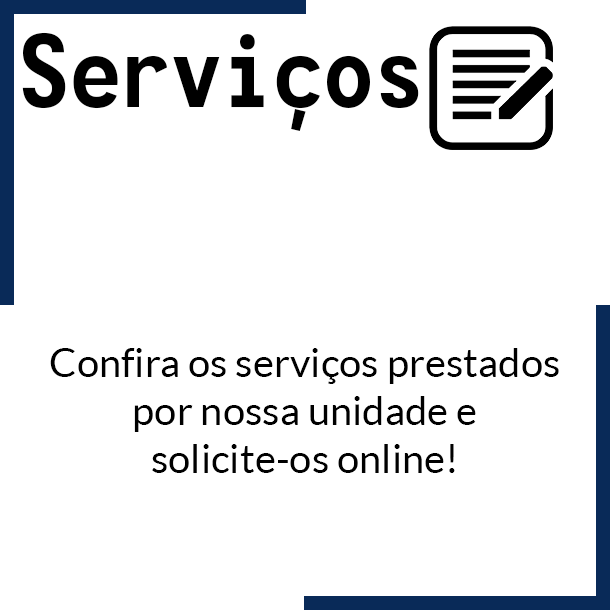 Serviços
Confira os serviços prestados
por nossa unidade e
solicite-os online!